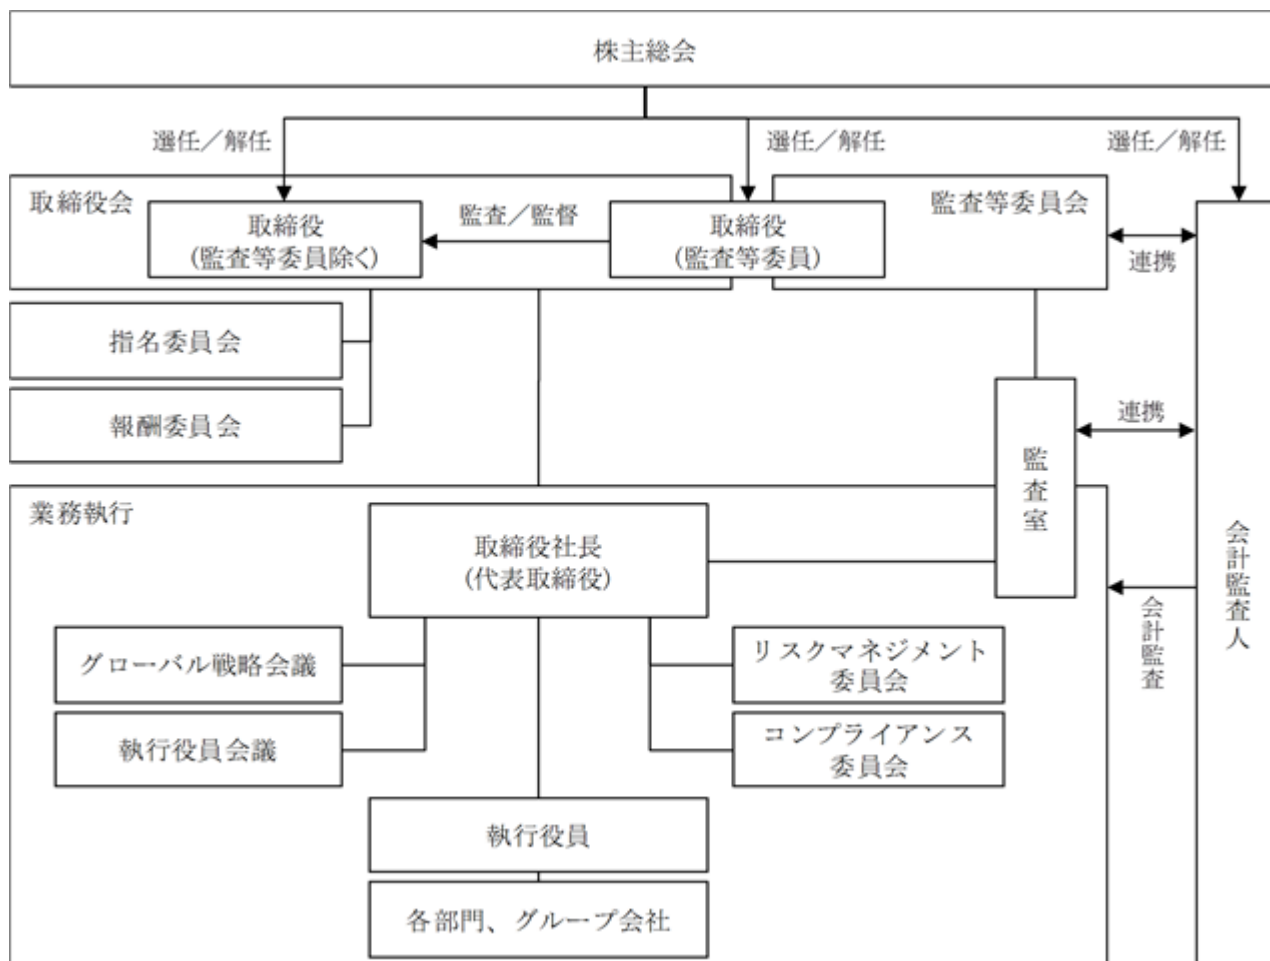 株主総会
選任／解任
選任／解任
選任／解任
取締役会
取締役
(監査等委員除く)
監査／監督
取締役
(監査等委員)
監査等委員会
連携
指名委員会
報酬委員会
連携
監査室
会計監査人
会計監査
業務執行
取締役社長
(代表取締役)
グローバル戦略会議
執行役員会議
リスクマネジメント
委員会
コンプライアンス
委員会
執行役員
各部門、グループ会社